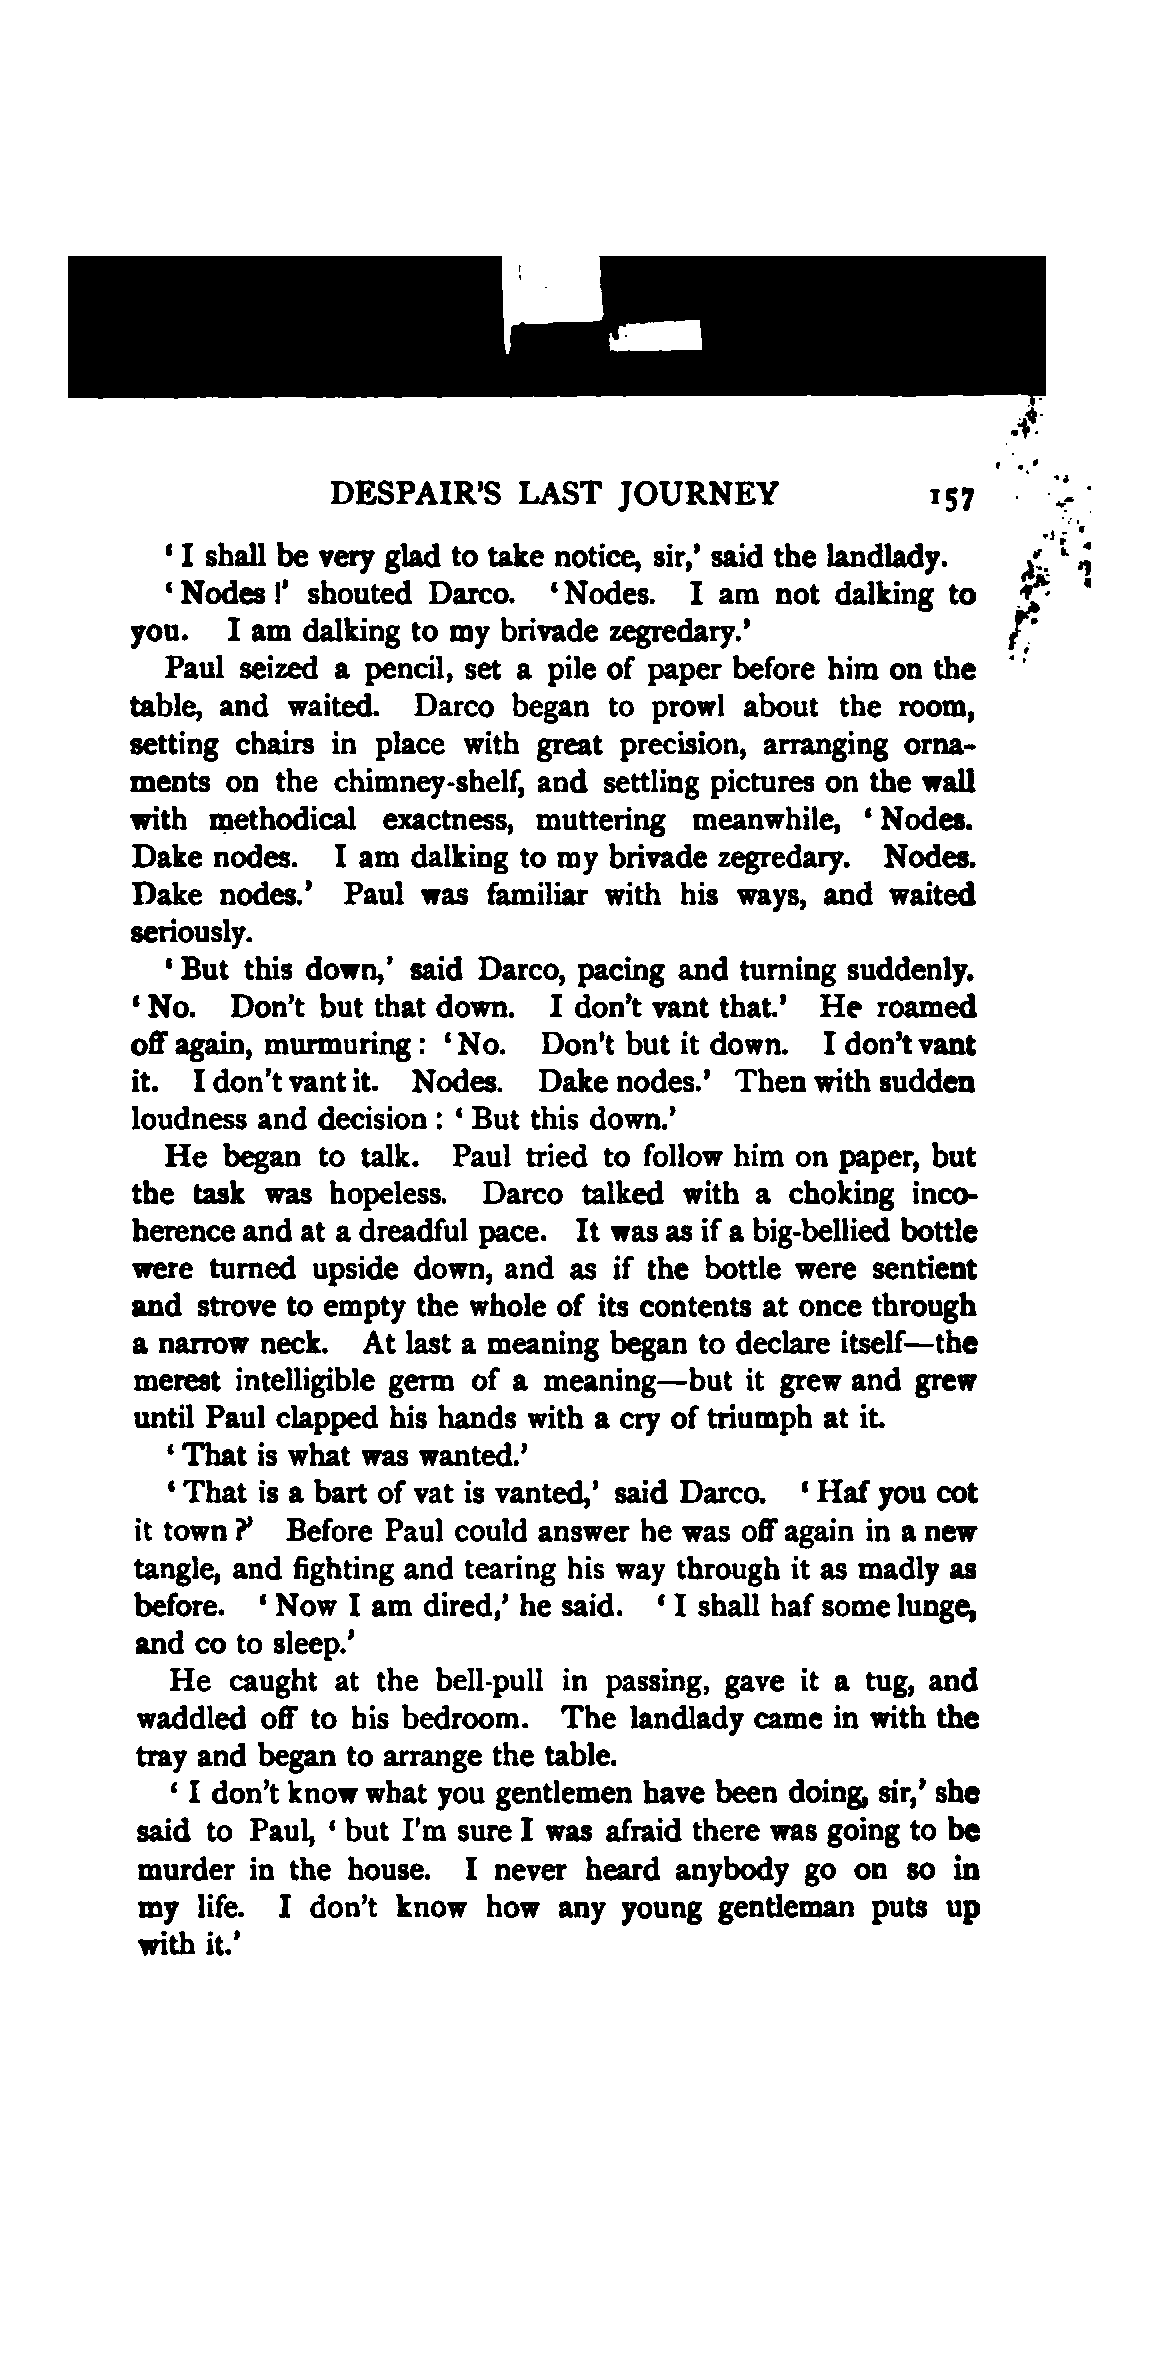 DESPAIR'S LAST JOURNEY 157
‘I shall be very glad to take notice, sir,’ said the landlady.
‘Nodes!’ shouted Darco. ‘Nodes. I am not dalking to
you. I am dalking to my brivade zegredary.’
Paul seized a pencil, set a pile of paper before him on the
table, and waited. Darco began to prowl about the room,
setting chairs in place with great precision, arranging orna-
ments on the chimney-shelf, and settling pictures on the wall
with methodical exactness, muttering meanwhile, ‘Nodes.
Dake nodes. I am dalking to my brivade zegredary. Nodes.
Dake nodes.’ Paul was familiar with his ways, and waited
seriously.
‘But this down,’ said Darco, pacing and turning suddenly.
‘No. Don't but that down. I don't vant that.’ He roamed
off again, murmuring: ‘No. Don't but it down. I don't vant
it. I don't vant it. Nodes. Dake nodes.’ Then with sudden
loudness and decision: ‘But this down.’
He began to talk. Paul tried to follow him on paper, but
the task was hopeless. Darco talked with a choking inco-
herence and at a dreadful pace. It was as if a big-bellied bottle
were turned upside down, and as if the bottle were sentient
and strove to empty the whole of its contents at once through
a narrow neck. At last a meaning began to declare itself—the
merest intelligible germ of a meaning—but it grew and grew
until Paul clapped his hands with a cry of triumph at it.
‘That is what was wanted.’
‘That is a bart of vat is vanted,’ said Darco. ‘Haf you cot
it town?’ Before Paul could answer he was off again in a new
tangle, and fighting and tearing his way through it as madly as
before. ‘Now I am dired,’ he said. ‘I shall haf some lunge,
and co to sleep.’
He caught at the bell-pull in passing, gave it a tug, and
waddled off to his bedroom. The landlady came in with the
tray and began to arrange the table.
‘I don't know what you gentlemen have been doing, sir,’ she
said to Paul, ‘but I'm sure I was afraid there was going to be
murder in the house. I never heard anybody go on so in
my life. I don't know how any young gentleman puts up
with it.’